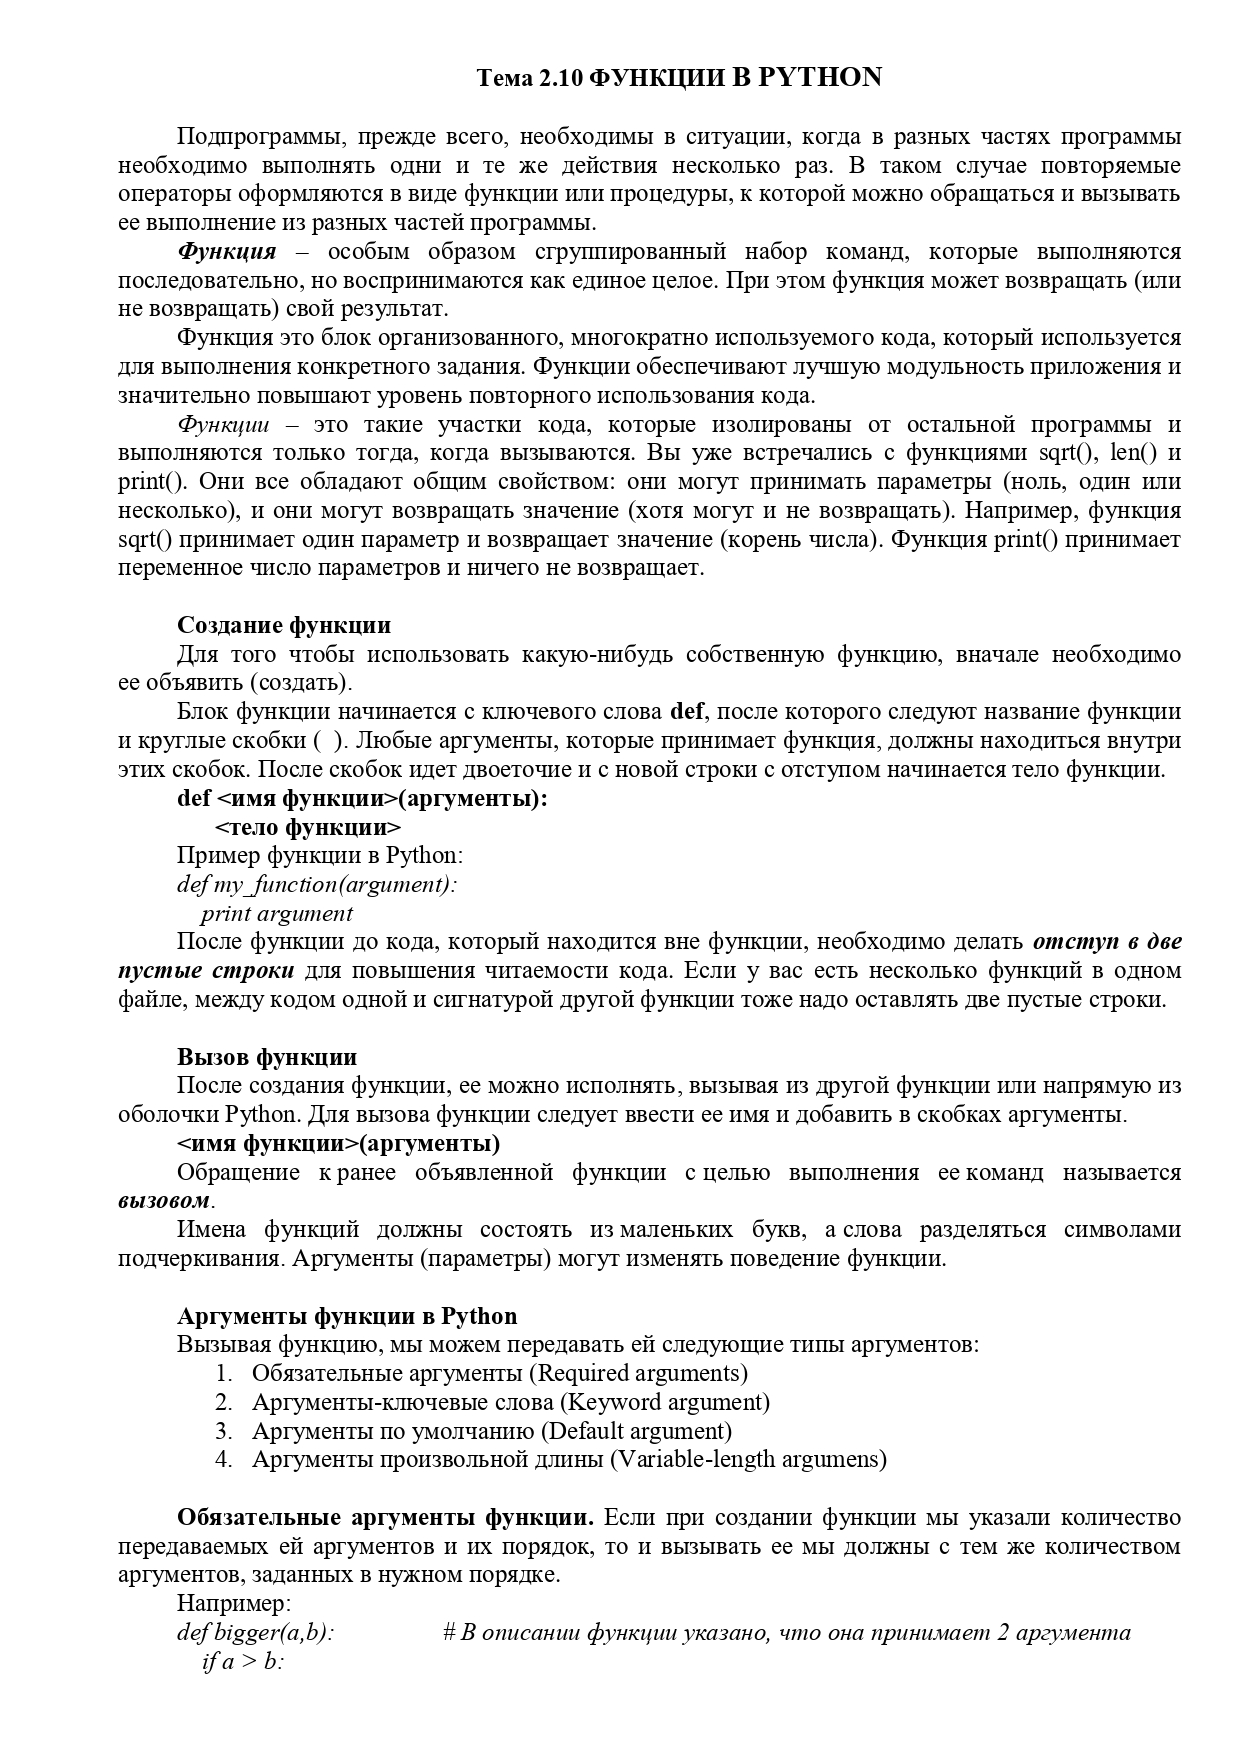 Тема 2.10 ФУНКЦИИ В PYTHON
Подпрограммы, прежде всего, необходимы в ситуации, когда в разных частях программы
необходимо выполнять одни и те же действия несколько раз. В таком случае повторяемые
операторы оформляются в виде функции или процедуры, к которой можно обращаться и вызывать
ее выполнение из разных частей программы.
Функция – особым образом сгруппированный набор команд, которые выполняются
последовательно, но воспринимаются как единое целое. При этом функция может возвращать (или
не возвращать) свой результат.
Функция это блок организованного, многократно используемого кода, который используется
для выполнения конкретного задания. Функции обеспечивают лучшую модульность приложения и
значительно повышают уровень повторного использования кода.
Функции – это такие участки кода, которые изолированы от остальной программы и
выполняются только тогда, когда вызываются. Вы уже встречались с функциями sqrt(), len() и
print(). Они все обладают общим свойством: они могут принимать параметры (ноль, один или
несколько), и они могут возвращать значение (хотя могут и не возвращать). Например, функция
sqrt() принимает один параметр и возвращает значение (корень числа). Функция print() принимает
переменное число параметров и ничего не возвращает.
Создание функции
Для того чтобы использовать какую-нибудь собственную функцию, вначале необходимо
ее объявить (создать).
Блок функции начинается с ключевого слова def, после которого следуют название функции
и круглые скобки ( ). Любые аргументы, которые принимает функция, должны находиться внутри
этих скобок. После скобок идет двоеточие и с новой строки с отступом начинается тело функции.
def <имя функции>(аргументы):
<тело функции>
Пример функции в Python:
def my_function(argument):
print argument
После функции до кода, который находится вне функции, необходимо делать отступ в две
пустые строки для повышения читаемости кода. Если у вас есть несколько функций в одном
файле, между кодом одной и сигнатурой другой функции тоже надо оставлять две пустые строки.
Вызов функции
После создания функции, ее можно исполнять, вызывая из другой функции или напрямую из
оболочки Python. Для вызова функции следует ввести ее имя и добавить в скобках аргументы.
<имя функции>(аргументы)
Обращение к ранее объявленной функции с целью выполнения ее команд называется
вызовом.
Имена функций должны состоять из маленьких букв, а слова разделяться символами
подчеркивания. Аргументы (параметры) могут изменять поведение функции.
Аргументы функции в Python
Вызывая функцию, мы можем передавать ей следующие типы аргументов:
1. Обязательные аргументы (Required arguments)
2. Аргументы-ключевые слова (Keyword argument)
3. Аргументы по умолчанию (Default argument)
4. Аргументы произвольной длины (Variable-length argumens)
Обязательные аргументы функции. Если при создании функции мы указали количество
передаваемых ей аргументов и их порядок, то и вызывать ее мы должны с тем же количеством
аргументов, заданных в нужном порядке.
Например:
def bigger(a,b): # В описании функции указано, что она принимает 2 аргумента
if a > b: